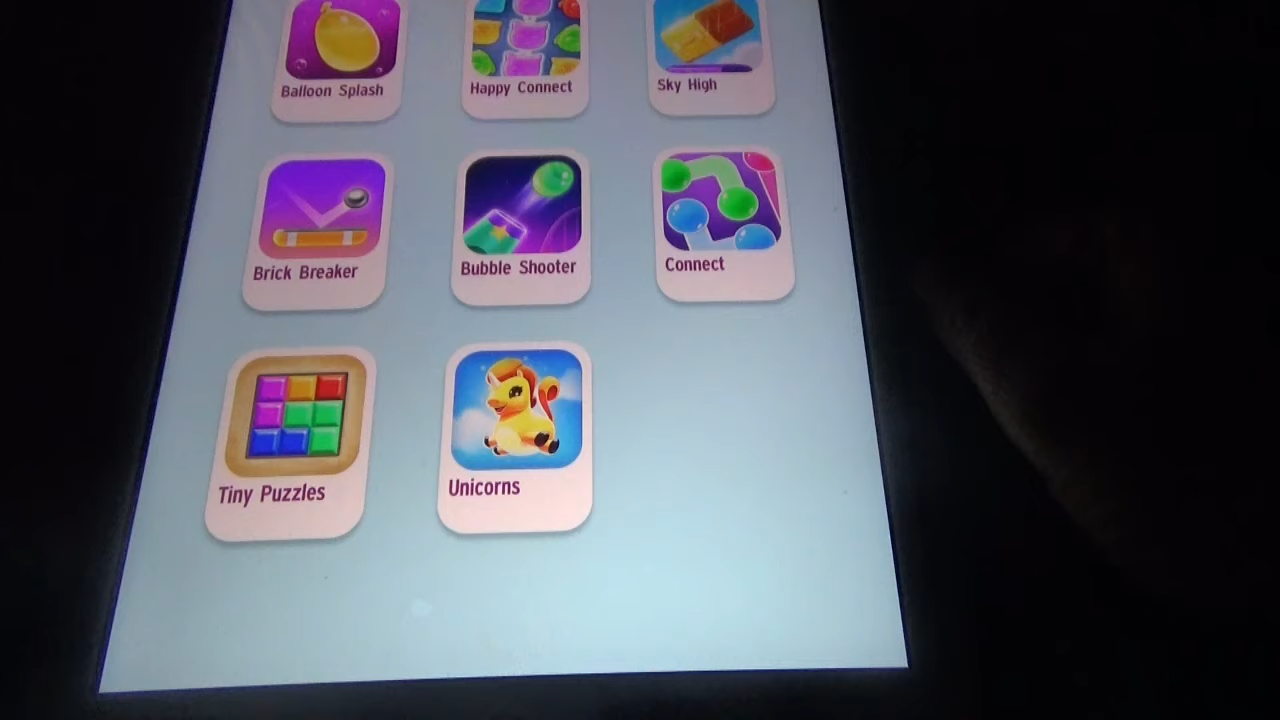 Balloon Splash
Happy Connect
Sky High
Brick Breaker
Bubble Shooter
Connect
Tiny Puzzles
Unicorns